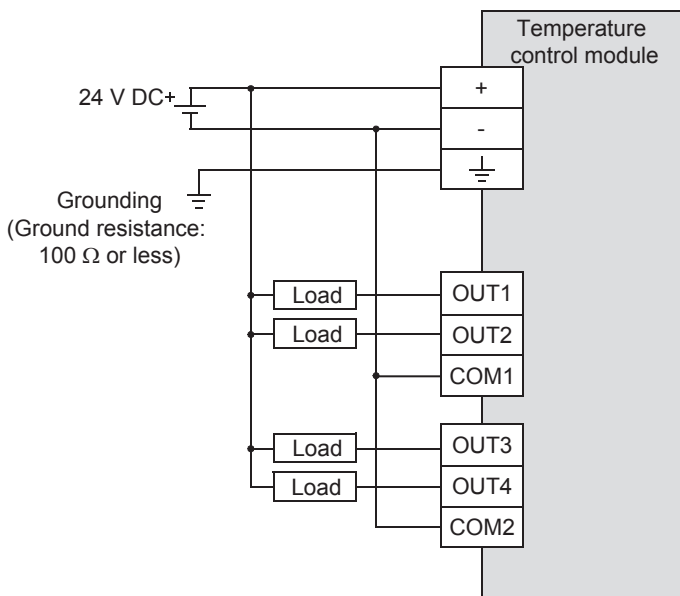 Temperature
control module
24 V DC+
+
-
Grounding
(Ground resistance:
100 Ω or less)
Load
OUT1
Load
OUT2
COM1
Load
OUT3
Load
OUT4
COM2